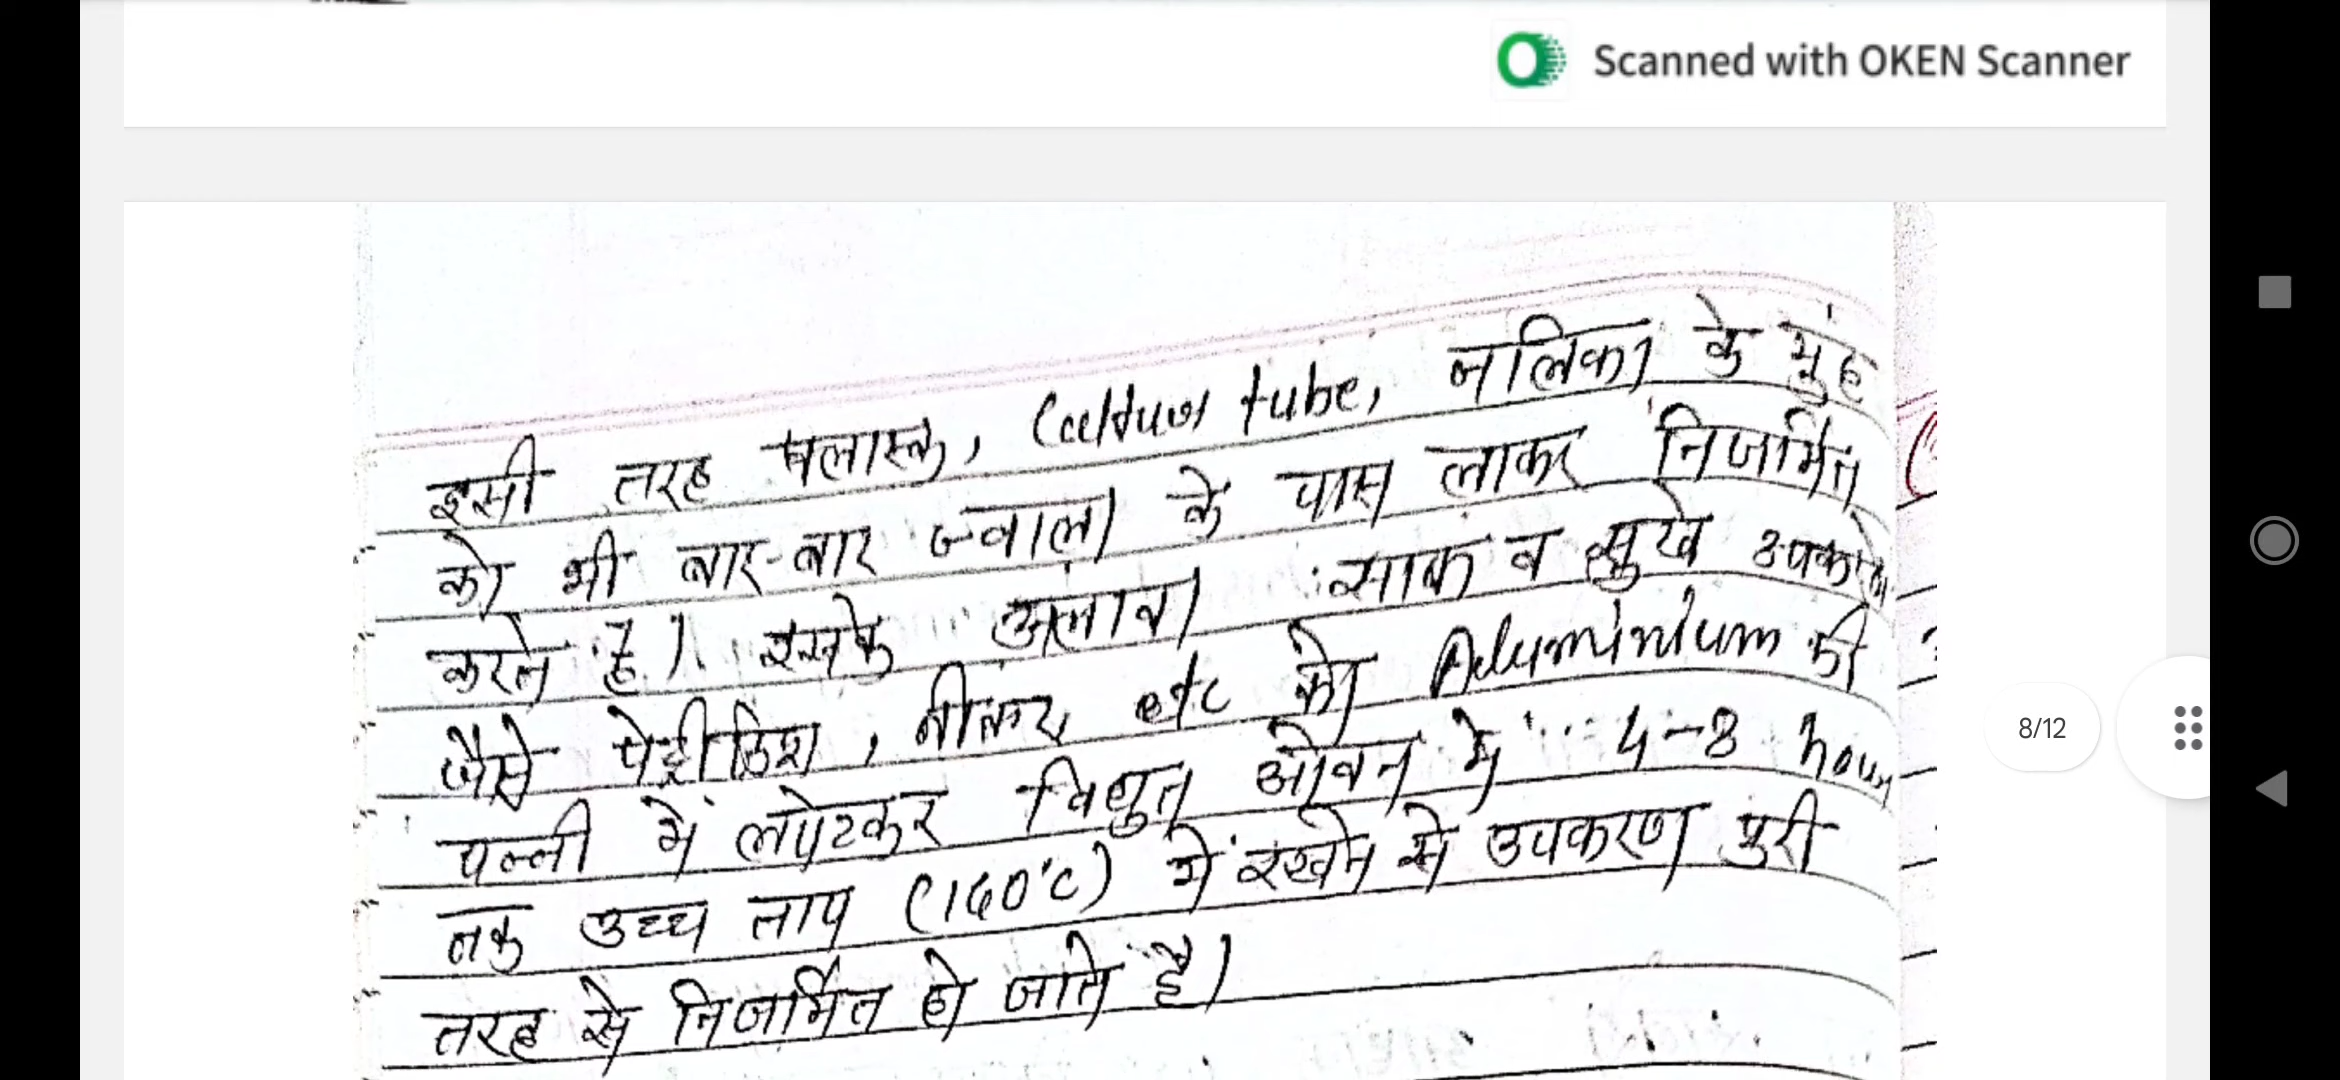 Scanned with OKEN Scanner
इसी तरह फ्लास्क, Culture tube, नलिका के मुंह
को भी बार-बार ज्वाला के पास लाकर निजर्मित
करते है। इसके अलावा साफ व सुखे उपकरण
जैसे पेट्रीडिश, बीकर, etc को Aluminium की
पन्नी में लपेटकर विधुत ओवन मे 4-8 hour
तक उच्च ताप (160°C) में रखने से उपकरण पुरी
तरह से निजर्मित हो जाते है।
8/12